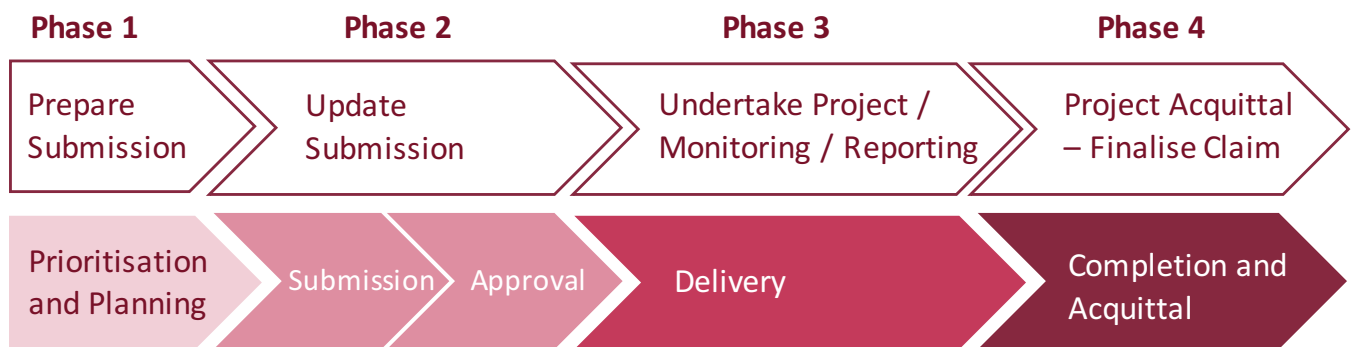 Phase 1
Phase 2
Phase 3
Phase 4
Prepare
Submission
Update
Submission
Undertake Project /
Monitoring / Reporting
Project Acquittal
– Finalise Claim
Prioritisation
and Planning
Submission
Approval
Delivery
Completion and
Acquittal